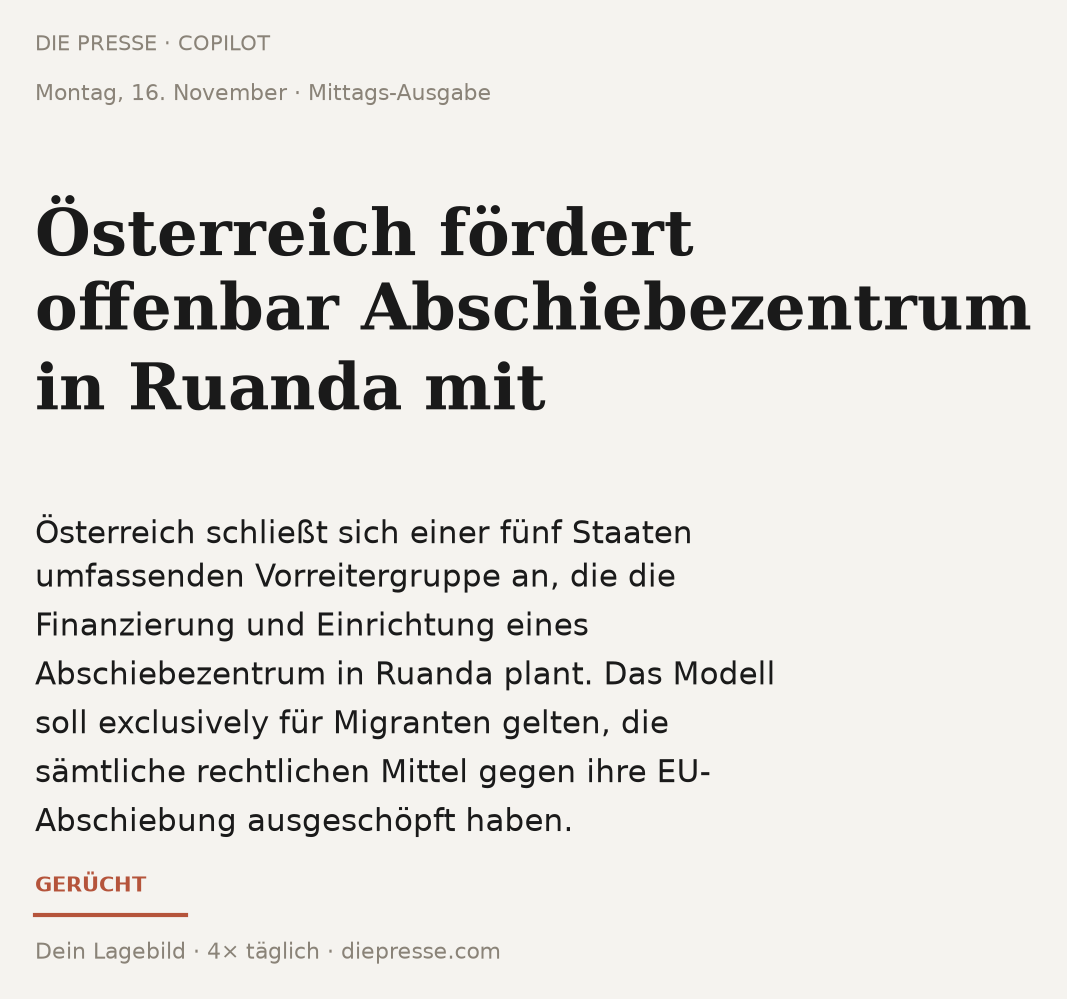 DIE PRESSE · COPILOT
Montag, 16. November · Mittags-Ausgabe
Österreich fördert
offenbar Abschiebezentrum
in Ruanda mit
Österreich schließt sich einer fünf Staaten
umfassenden Vorreitergruppe an, die die
Finanzierung und Einrichtung eines
Abschiebezentrum in Ruanda plant. Das Modell
soll exclusively für Migranten gelten, die
sämtliche rechtlichen Mittel gegen ihre EU-
Abschiebung ausgeschöpft haben.
GERÜCHT
Dein Lagebild · 4× täglich · diepresse.com